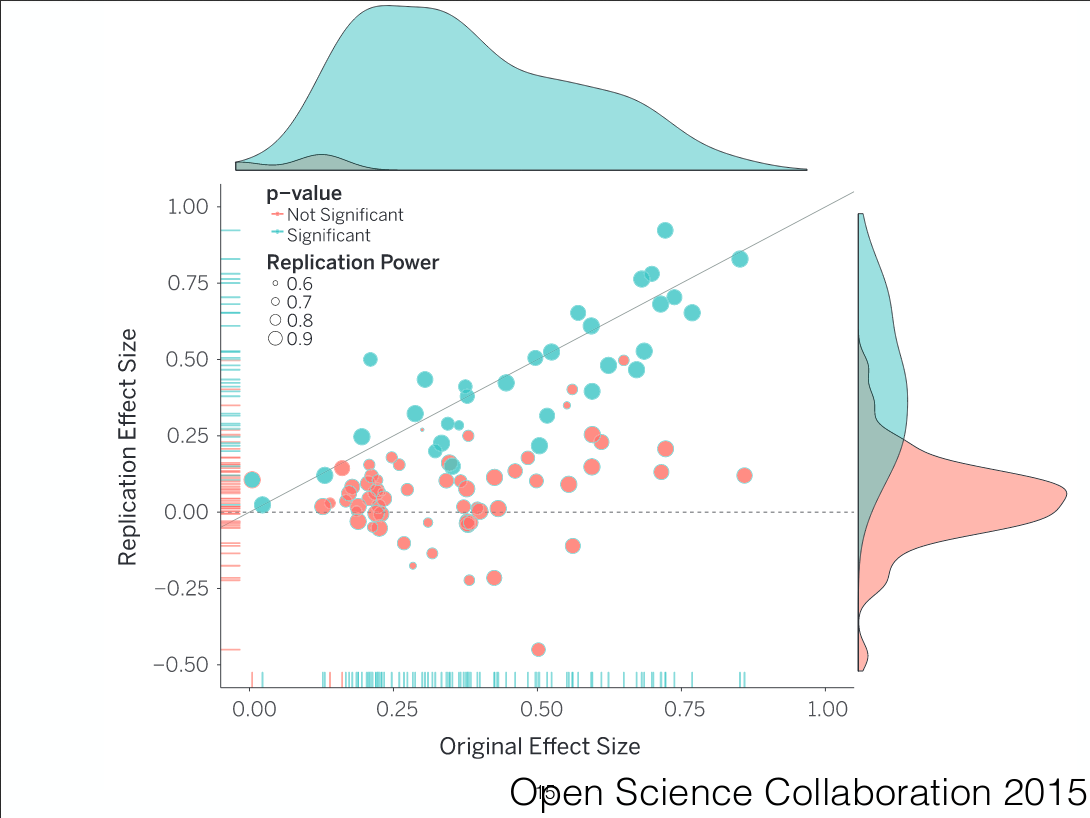 p−value
Not Significant
Significant
Replication Power
0.6
0.7
0.8
0.9
1.00
0.75
0.50
0.25
0.00
−0.25
−0.50
Replication Effect Size
0.00 0.25 0.50 0.75 1.00
Original Effect Size
15
Open Science Collaboration 2015